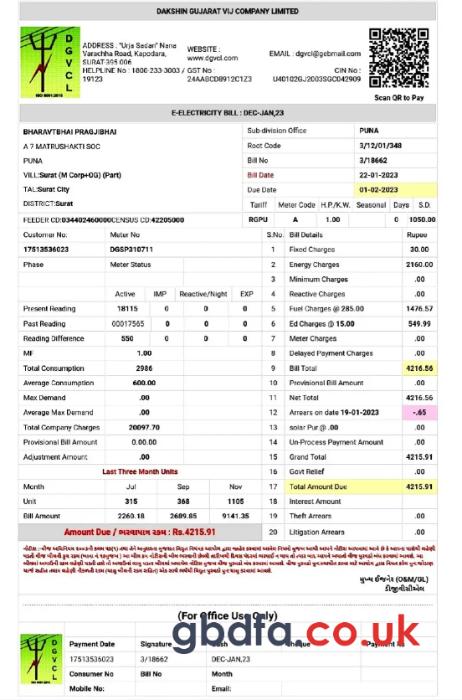 DAKSHIN GUJARAT VIJ COMPANY LIMITED
D
G
V
C
L
ISO 9001:2015
ADDRESS : "Urja Sadan" Nana
Varachha Road, Kapodara,
SURAT-395 006
HELPLINE No : 1800-233-3003 /
19123
WEBSITE :
www.dgvcl.com
GST No :
24AABCD8912C1Z3
EMAIL : dgvcl@gebmail.com
CIN No :
U40102GJ2003SGC042909
Scan QR to Pay
E-ELECTRICITY BILL : DEC-JAN,23
BHARAVTBHAI PRAGJIBHAI
A 7 MATRUSHAKTI SOC
PUNA
VILL:Surat (M Corp+OG) (Part)
TAL:Surat City
DISTRICT:Surat
Sub-division Office PUNA
Root Code 3/12/01/348
Bill No 3/18662
Bill Date 22-01-2023
Due Date 01-02-2023
Tariff Meter Code H.P./K.W. Seasonal Days S.D.
FEEDER CD:034402460000CENSUS CD:42205000 RGPU A 1.00 0 1050.00
Customer No: Meter No
17513536023 DGSP310711
Phase Meter Status
Active IMP Reactive/Night EXP
Present Reading 18115 0 0 0
Past Reading 00017565 0 0 0
Reading Difference 550 0 0 0
MF 1.00
Total Consumption 2986
Average Consumption 600.00
Max Demand .00
Average Max Demand .00
Total Company Charges 20097.70
Provisional Bill Amount 0.00.00
Adjustment Amount .00
Last Three Month Units
Month Jul Sep Nov
Unit 315 368 1105
Bill Amount 2260.18 2689.85 9141.35
Amount Due / ભરવાપાત્ર રકમ : Rs.4215.91
S.No. Bill Details Rupee
1 Fixed Charges 30.00
2 Energy Charges 2160.00
3 Minimum Charges .00
4 Reactive Charges .00
5 Fuel Charges @ 285.00 1476.57
6 Ed Charges @ 15.00 549.99
7 Meter Charges .00
8 Delayed Payment Charges .00
9 Bill Total 4216.56
10 Provisional Bill Amount .00
11 Net Total 4216.56
12 Arrears on date 19-01-2023 -.65
13 solar Pur @ .00 .00
14 Un-Process Payment Amount .00
15 Grand Total 4215.91
16 Govt Relief .00
17 Total Amount Due 4215.91
18 Interest Amount
19 Theft Arrears .00
20 Litigation Arrears .00
મુખ્ય ઈજનેર (O&M/GL)
ડીજીવીસીએલ
(For Office Use Only)
gbdfa.co.uk
D
G
V
C
L
Payment Date Signature Cash Cheque Payment No
17513536023 3/18662 DEC-JAN,23
Consumer No Bill No Month
Mobile No: Email: